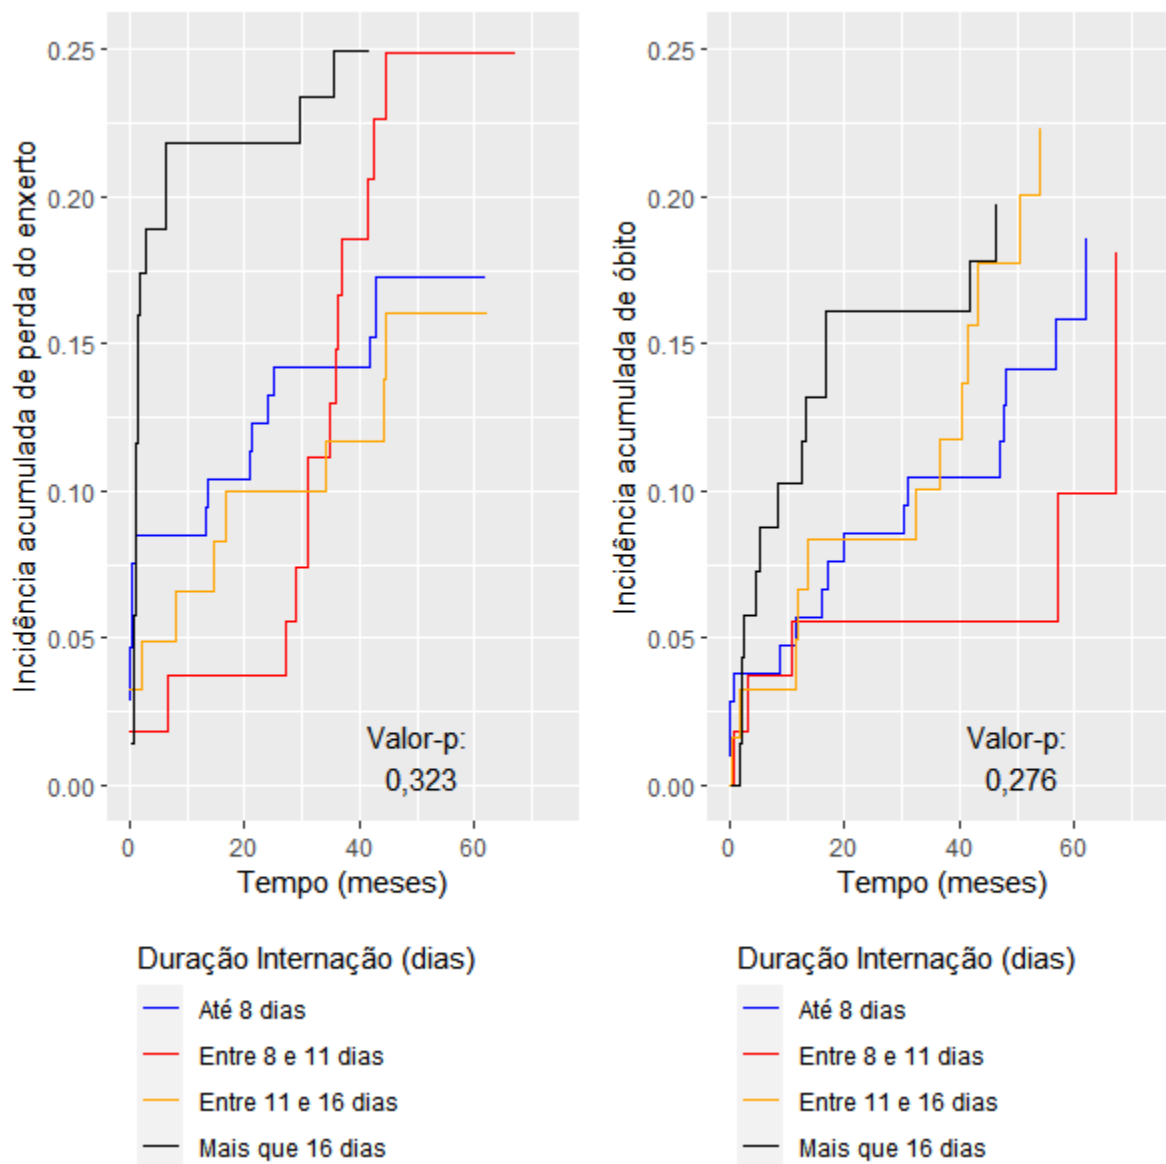 Incidência acumulada de perda do enxerto
0.25
0.20
0.15
0.10
0.05
0.00
Valor-p:
0,323
0 20 40 60
Tempo (meses)
Duração Internação (dias)
Até 8 dias
Entre 8 e 11 dias
Entre 11 e 16 dias
Mais que 16 dias
Incidência acumulada de óbito
0.25
0.20
0.15
0.10
0.05
0.00
Valor-p:
0,276
0 20 40 60
Tempo (meses)
Duração Internação (dias)
Até 8 dias
Entre 8 e 11 dias
Entre 11 e 16 dias
Mais que 16 dias